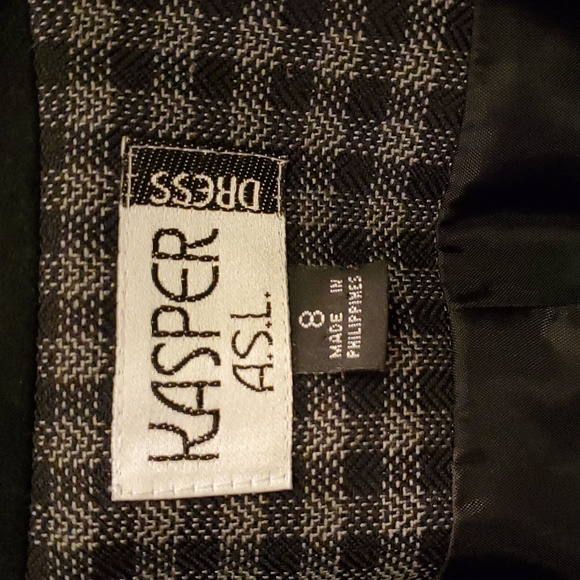 KASPER
A.S.L.
DRESS
8
MADE IN
PHILIPPINES